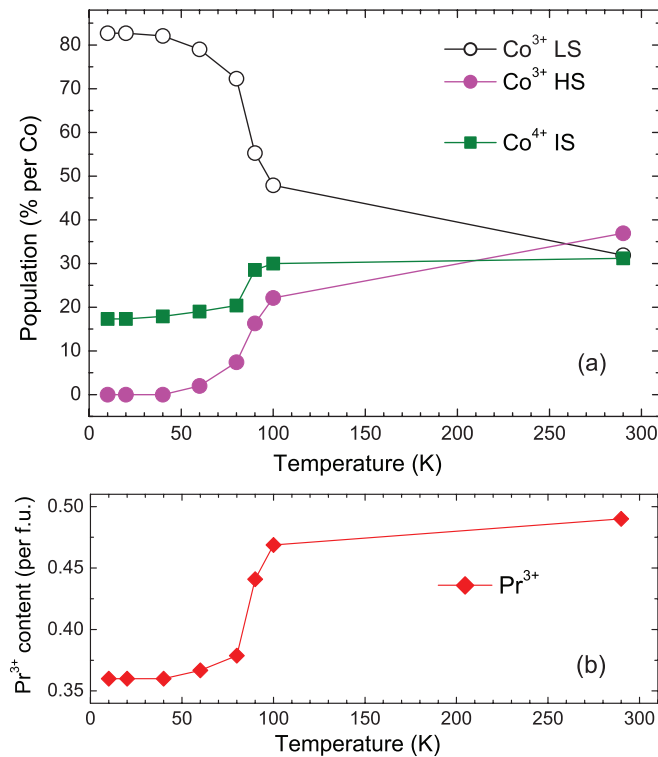 80
70
60
50
40
30
20
10
0
Population (% per Co)
Co³⁺ LS
Co³⁺ HS
Co⁴⁺ IS
(a)
0 50 100 150 200 250 300
Temperature (K)
0.50
0.45
0.40
0.35
Pr³⁺ content (per f.u.)
Pr³⁺
(b)
0 50 100 150 200 250 300
Temperature (K)